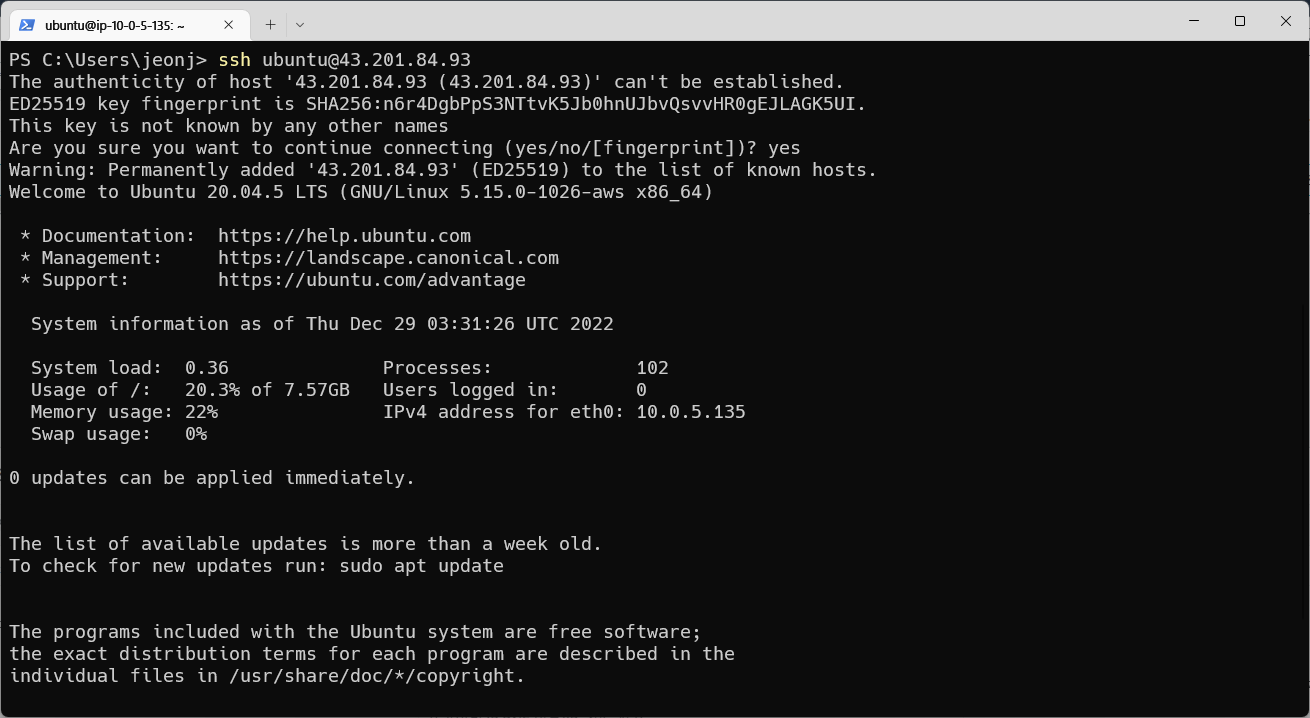 ubuntu@ip-10-0-5-135: ~
PS C:\Users\jeonj> ssh ubuntu@43.201.84.93
The authenticity of host '43.201.84.93 (43.201.84.93)' can't be established.
ED25519 key fingerprint is SHA256:n6r4DgbPpS3NTtvK5Jb0hnUJbvQsvvHR0gEJLAGK5UI.
This key is not known by any other names
Are you sure you want to continue connecting (yes/no/[fingerprint])? yes
Warning: Permanently added '43.201.84.93' (ED25519) to the list of known hosts.
Welcome to Ubuntu 20.04.5 LTS (GNU/Linux 5.15.0-1026-aws x86_64)

 * Documentation:  https://help.ubuntu.com
 * Management:     https://landscape.canonical.com
 * Support:        https://ubuntu.com/advantage

  System information as of Thu Dec 29 03:31:26 UTC 2022

  System load:  0.36              Processes:             102
  Usage of /:   20.3% of 7.57GB   Users logged in:       0
  Memory usage: 22%               IPv4 address for eth0: 10.0.5.135
  Swap usage:   0%

0 updates can be applied immediately.

The list of available updates is more than a week old.
To check for new updates run: sudo apt update

The programs included with the Ubuntu system are free software;
the exact distribution terms for each program are described in the
individual files in /usr/share/doc/*/copyright.